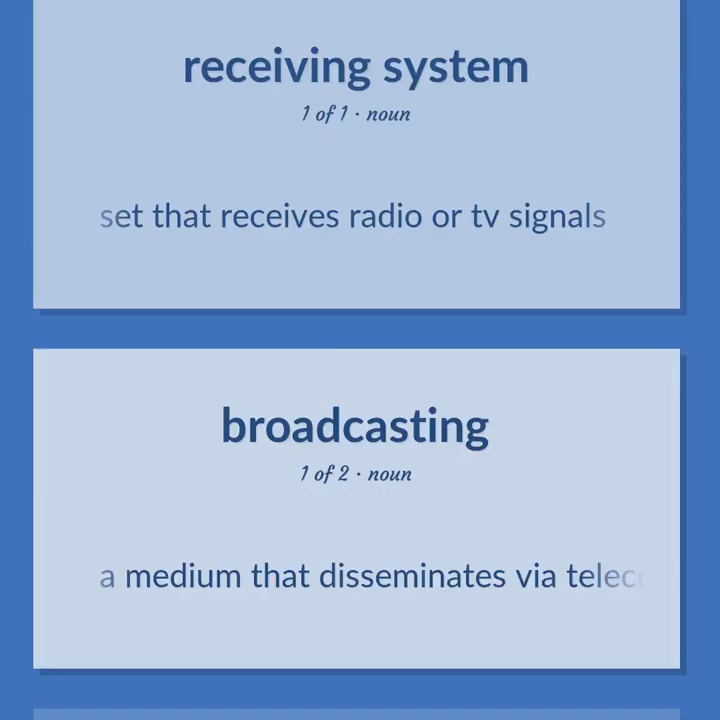 receiving system
1 of 1 · noun
set that receives radio or tv signals
broadcasting
1 of 2 · noun
a medium that disseminates via